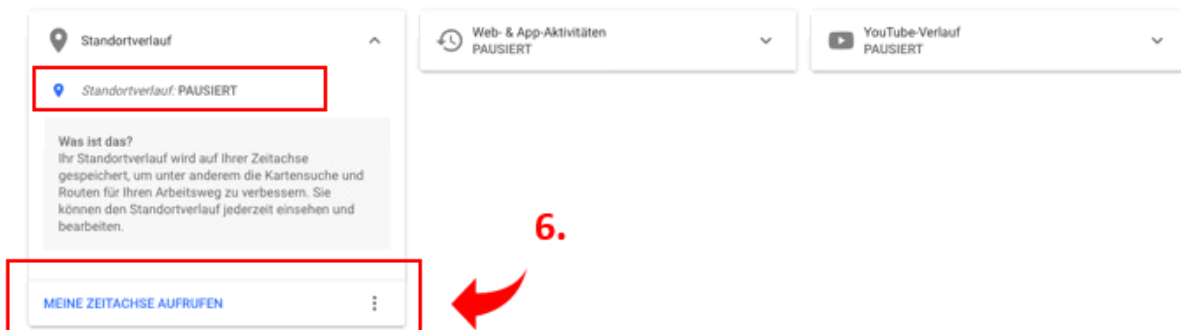 Standortverlauf
Standortverlauf: PAUSIERT
Was ist das?
Ihr Standortverlauf wird auf Ihrer Zeitachse
gespeichert, um unter anderem die Kartensuche und
Routen für Ihren Arbeitsweg zu verbessern. Sie
können den Standortverlauf jederzeit einsehen und
bearbeiten.
MEINE ZEITACHSE AUFRUFEN
Web- & App-Aktivitäten
PAUSIERT
YouTube-Verlauf
PAUSIERT
6.